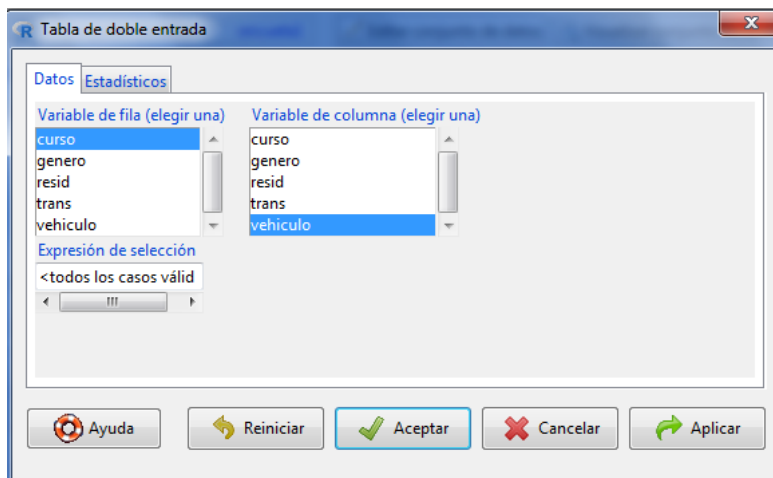 R Tabla de doble entrada
Datos Estadísticos
Variable de fila (elegir una) Variable de columna (elegir una)
curso curso
genero genero
resid resid
trans trans
vehiculo vehiculo
Expresión de selección
<todos los casos válid
Ayuda Reiniciar Aceptar Cancelar Aplicar